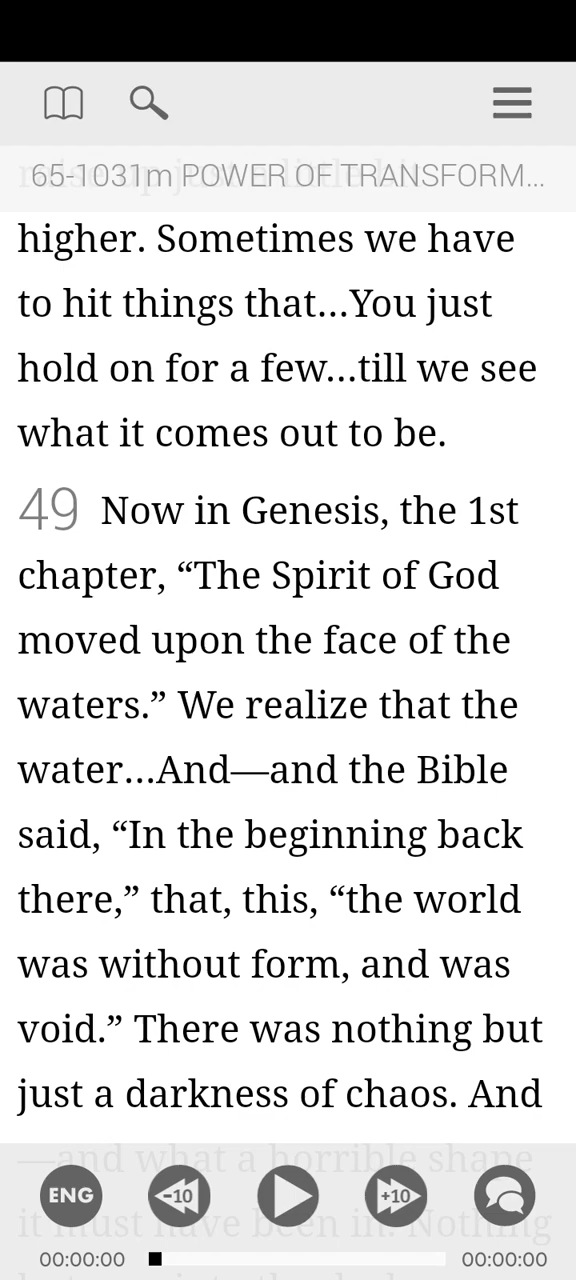 65-1031m POWER OF TRANSFORM...
higher. Sometimes we have
to hit things that...You just
hold on for a few...till we see
what it comes out to be.
49 Now in Genesis, the 1st
chapter, “The Spirit of God
moved upon the face of the
waters.” We realize that the
water...And—and the Bible
said, “In the beginning back
there,” that, this, “the world
was without form, and was
void.” There was nothing but
just a darkness of chaos. And
—and what a horrible shape
it must have been in. Nothing
ENG -10 +10
00:00:00 00:00:00